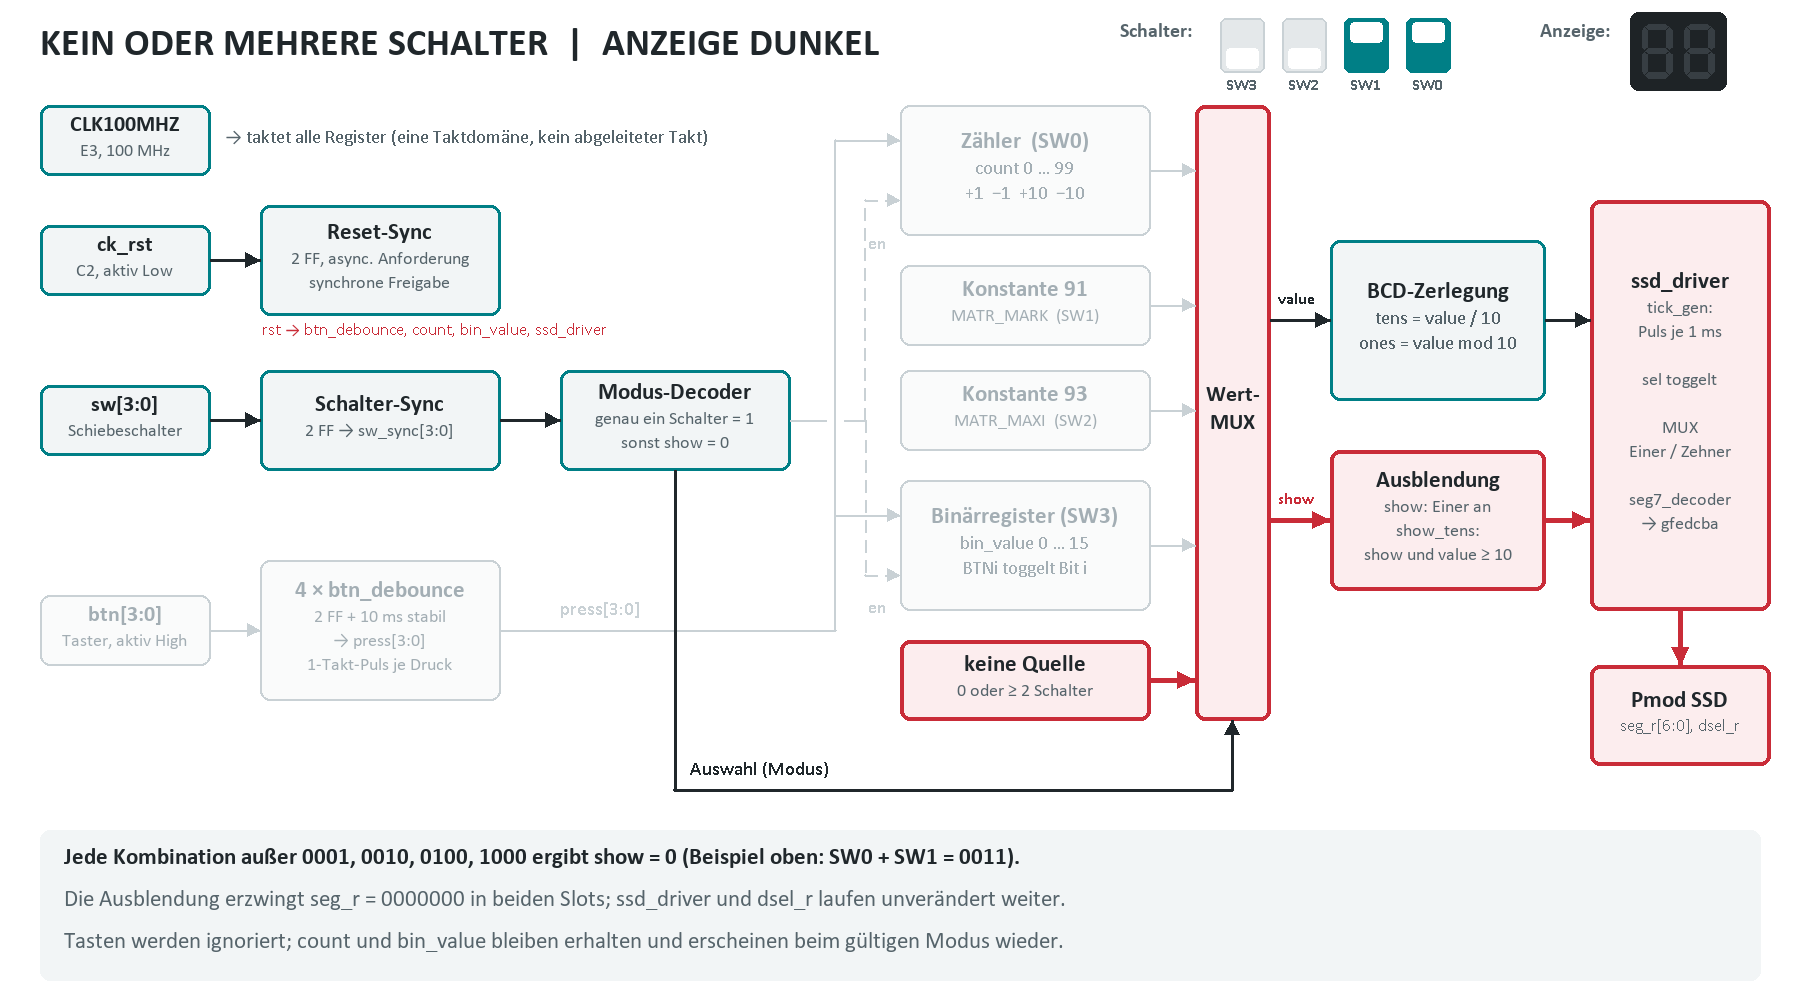 KEIN ODER MEHRERE SCHALTER | ANZEIGE DUNKEL
Schalter:
SW3
SW2
SW1
SW0
Anzeige:
CLK100MHZ
E3, 100 MHz
→ taktet alle Register (eine Taktdomäne, kein abgeleiteter Takt)
ck_rst
C2, aktiv Low
Reset-Sync
2 FF, async. Anforderung
synchrone Freigabe
rst → btn_debounce, count, bin_value, ssd_driver
sw[3:0]
Schiebeschalter
Schalter-Sync
2 FF → sw_sync[3:0]
Modus-Decoder
genau ein Schalter = 1
sonst show = 0
btn[3:0]
Taster, aktiv High
4 × btn_debounce
2 FF + 10 ms stabil
→ press[3:0]
1-Takt-Puls je Druck
press[3:0]
Zähler (SW0)
count 0 ... 99
+1 −1 +10 −10
en
Konstante 91
MATR_MARK (SW1)
Konstante 93
MATR_MAXI (SW2)
Binärregister (SW3)
bin_value 0 ... 15
BTNi toggelt Bit i
en
keine Quelle
0 oder ≥ 2 Schalter
Auswahl (Modus)
Wert-
MUX
value
show
BCD-Zerlegung
tens = value / 10
ones = value mod 10
Ausblendung
show: Einer an
show_tens:
show und value ≥ 10
ssd_driver
tick_gen:
Puls je 1 ms
sel toggelt
MUX
Einer / Zehner
seg7_decoder
→ gfedcba
Pmod SSD
seg_r[6:0], dsel_r
Jede Kombination außer 0001, 0010, 0100, 1000 ergibt show = 0 (Beispiel oben: SW0 + SW1 = 0011).
Die Ausblendung erzwingt seg_r = 0000000 in beiden Slots; ssd_driver und dsel_r laufen unverändert weiter.
Tasten werden ignoriert; count und bin_value bleiben erhalten und erscheinen beim gültigen Modus wieder.